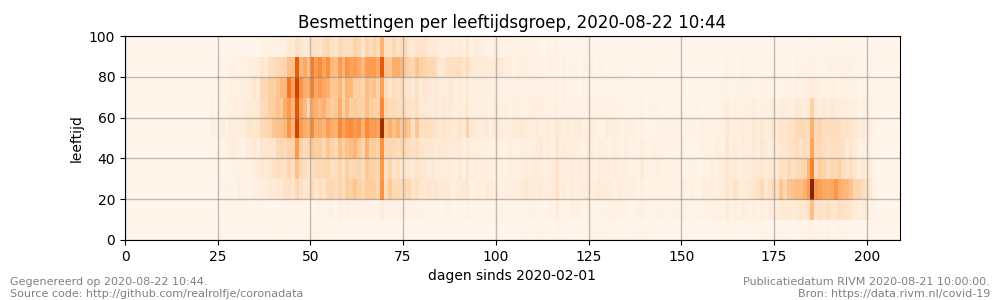 Besmettingen per leeftijdsgroep, 2020-08-22 10:44
100
80
60
40
20
0
leeftijd
0 25 50 75 100 125 150 175 200
dagen sinds 2020-02-01
Gegenereerd op 2020-08-22 10:44.
Source code: http://github.com/realrolfje/coronadata
Publicatiedatum RIVM 2020-08-21 10:00:00.
Bron: https://data.rivm.nl/covid-19